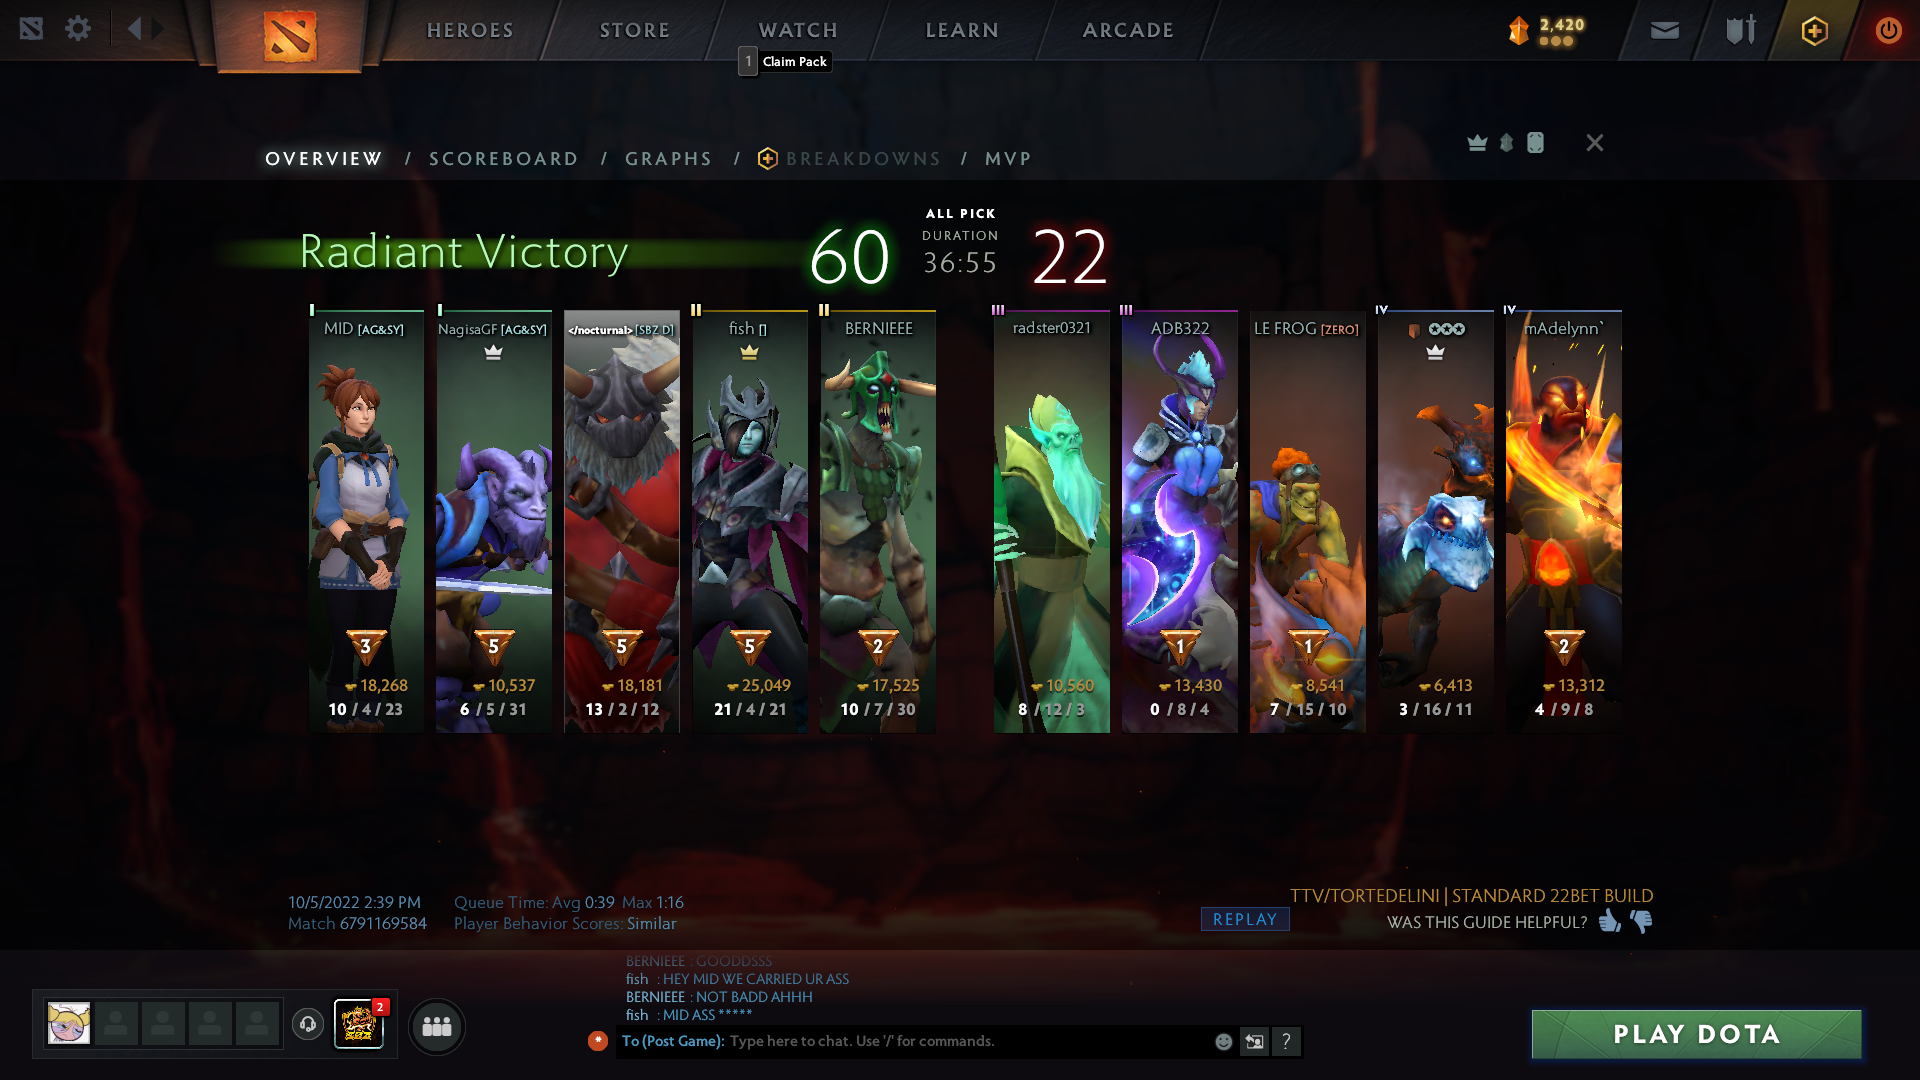 HEROES STORE WATCH LEARN ARCADE 2,420
1 Claim Pack
OVERVIEW / SCOREBOARD / GRAPHS / BREAKDOWNS / MVP
ALL PICK
Radiant Victory 60 DURATION 22
36:55
I I II II III III IV IV
MID [AG&SY] NagisaGF [AG&SY] </nocturnal> [SBZ D] fish [] BERNIEEE radster0321 ADB322 LE FROG [ZERO] ✪✪✪ mAdelynn`
3 5 5 5 2 1 1 2
18,268 10,537 18,181 25,049 17,525 10,560 13,430 8,541 6,413 13,312
10 / 4 / 23 6 / 5 / 31 13 / 2 / 12 21 / 4 / 21 10 / 7 / 30 8 / 12 / 3 0 / 8 / 4 7 / 15 / 10 3 / 16 / 11 4 / 9 / 8
10/5/2022 2:39 PM Queue Time: Avg 0:39 Max 1:16
Match 6791169584 Player Behavior Scores: Similar
TTV/TORTEDELINI | STANDARD 22BET BUILD
REPLAY WAS THIS GUIDE HELPFUL?
BERNIEEE : GOODDSSS
fish : HEY MID WE CARRIED UR ASS
BERNIEEE : NOT BADD AHHH
fish : MID ASS *****
2
* To (Post Game): Type here to chat. Use '/' for commands. ?
PLAY DOTA